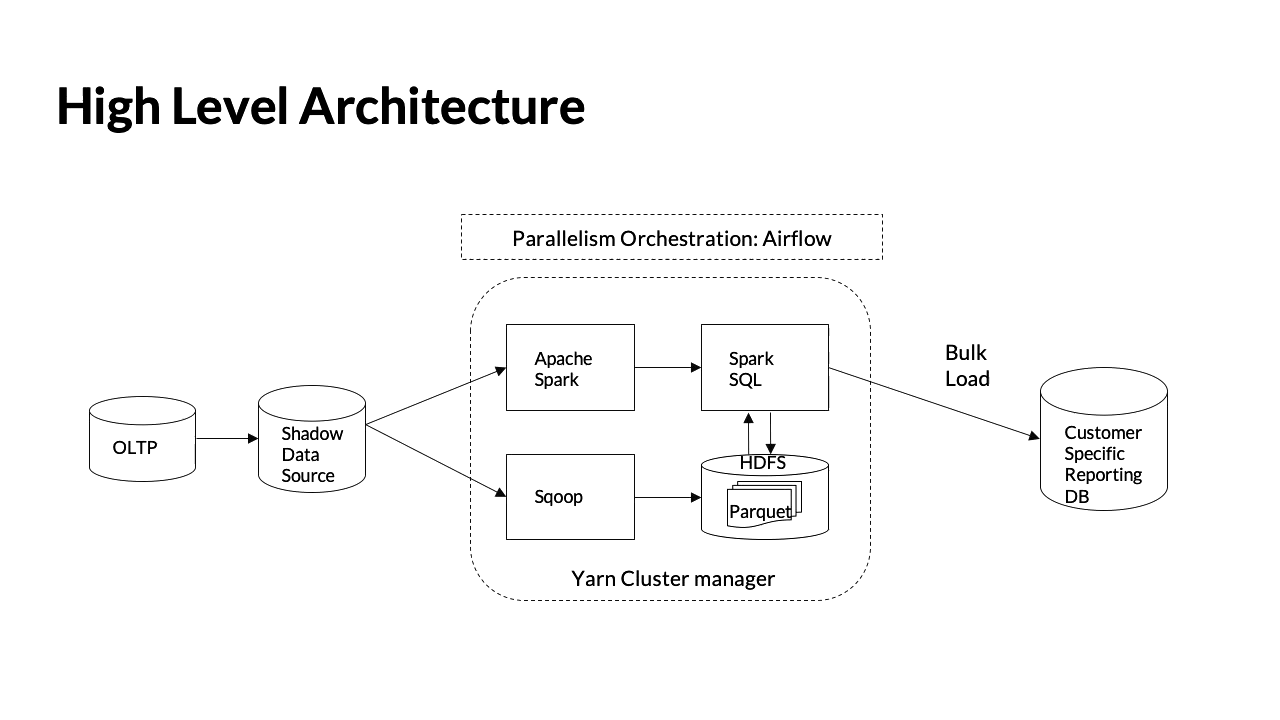 High Level Architecture
Parallelism Orchestration: Airflow
Apache
Spark
Spark
SQL
Bulk
Load
OLTP
Shadow
Data
Source
Sqoop
HDFS
Parquet
Customer
Specific
Reporting
DB
Yarn Cluster manager